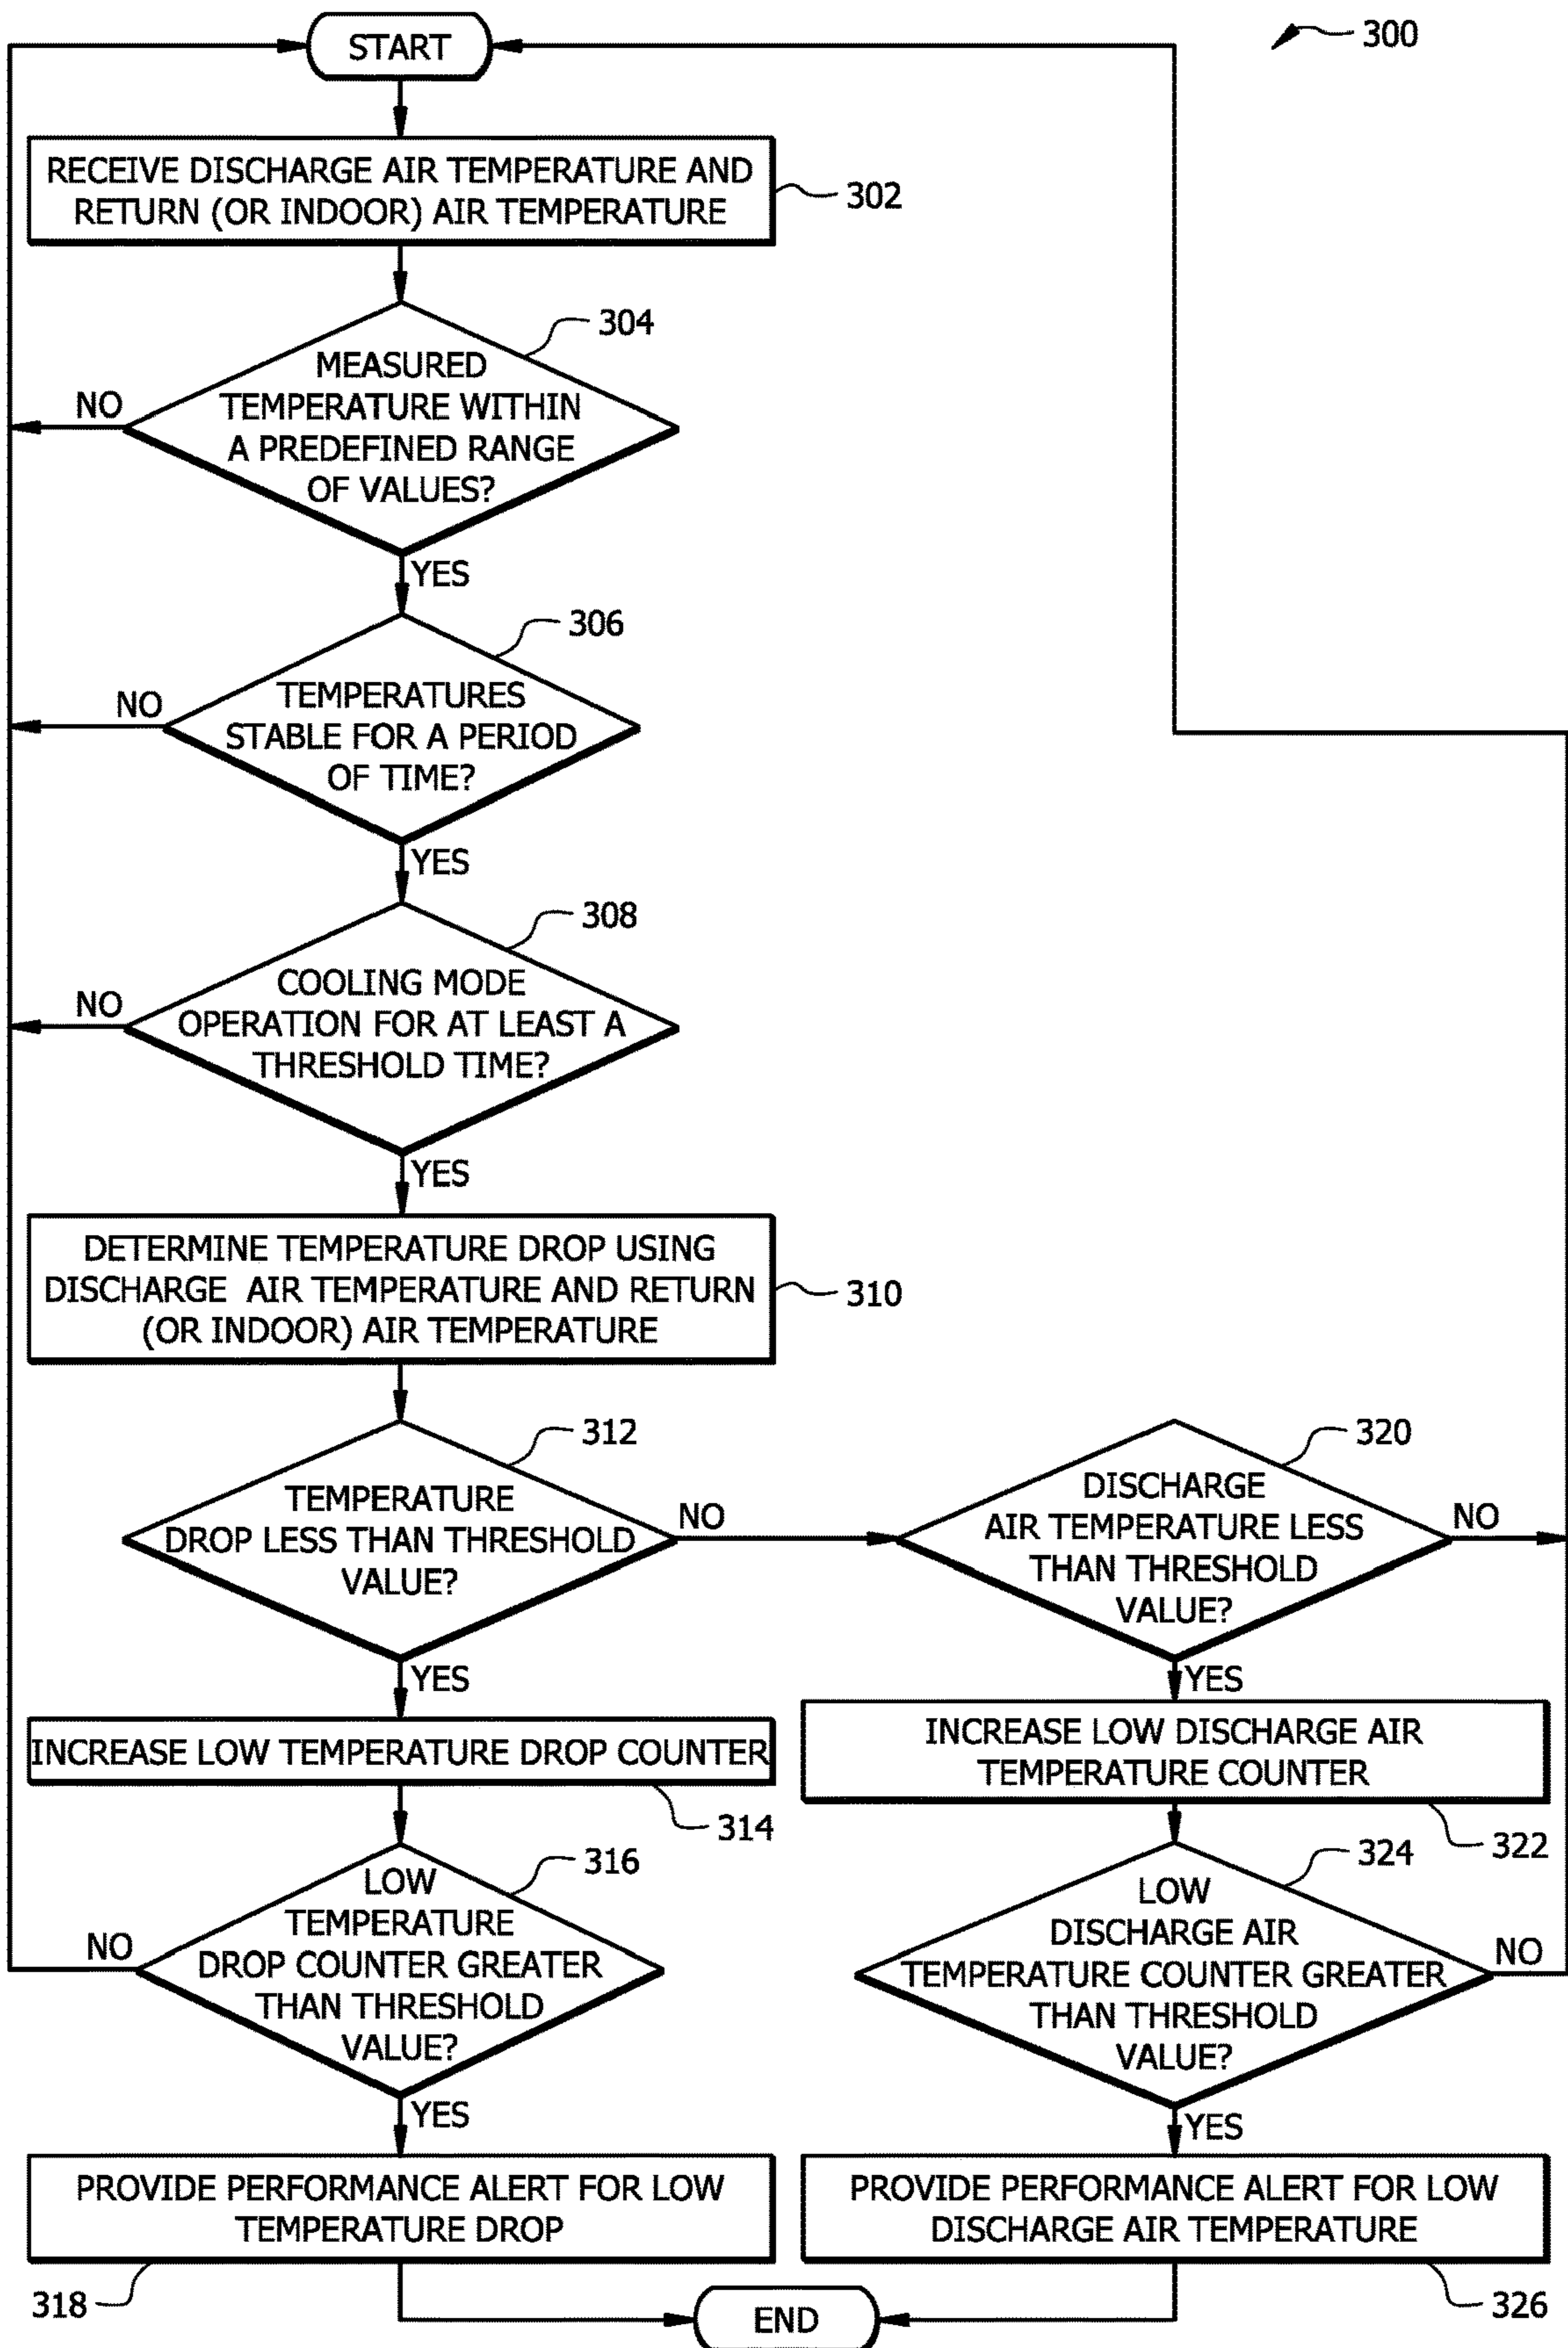 START
300
RECEIVE DISCHARGE AIR TEMPERATURE AND
RETURN (OR INDOOR) AIR TEMPERATURE
302
304
MEASURED
TEMPERATURE WITHIN
A PREDEFINED RANGE
OF VALUES?
NO
YES
306
TEMPERATURES
STABLE FOR A PERIOD
OF TIME?
NO
YES
308
COOLING MODE
OPERATION FOR AT LEAST A
THRESHOLD TIME?
NO
YES
DETERMINE TEMPERATURE DROP USING
DISCHARGE AIR TEMPERATURE AND RETURN
(OR INDOOR) AIR TEMPERATURE
310
312
TEMPERATURE
DROP LESS THAN THRESHOLD
VALUE?
NO
YES
320
DISCHARGE
AIR TEMPERATURE LESS
THAN THRESHOLD
VALUE?
NO
YES
INCREASE LOW TEMPERATURE DROP COUNTER
314
INCREASE LOW DISCHARGE AIR
TEMPERATURE COUNTER
322
316
LOW
TEMPERATURE
DROP COUNTER GREATER
THAN THRESHOLD
VALUE?
NO
YES
324
LOW
DISCHARGE AIR
TEMPERATURE COUNTER GREATER
THAN THRESHOLD
VALUE?
NO
YES
PROVIDE PERFORMANCE ALERT FOR LOW
TEMPERATURE DROP
318
PROVIDE PERFORMANCE ALERT FOR LOW
DISCHARGE AIR TEMPERATURE
326
END